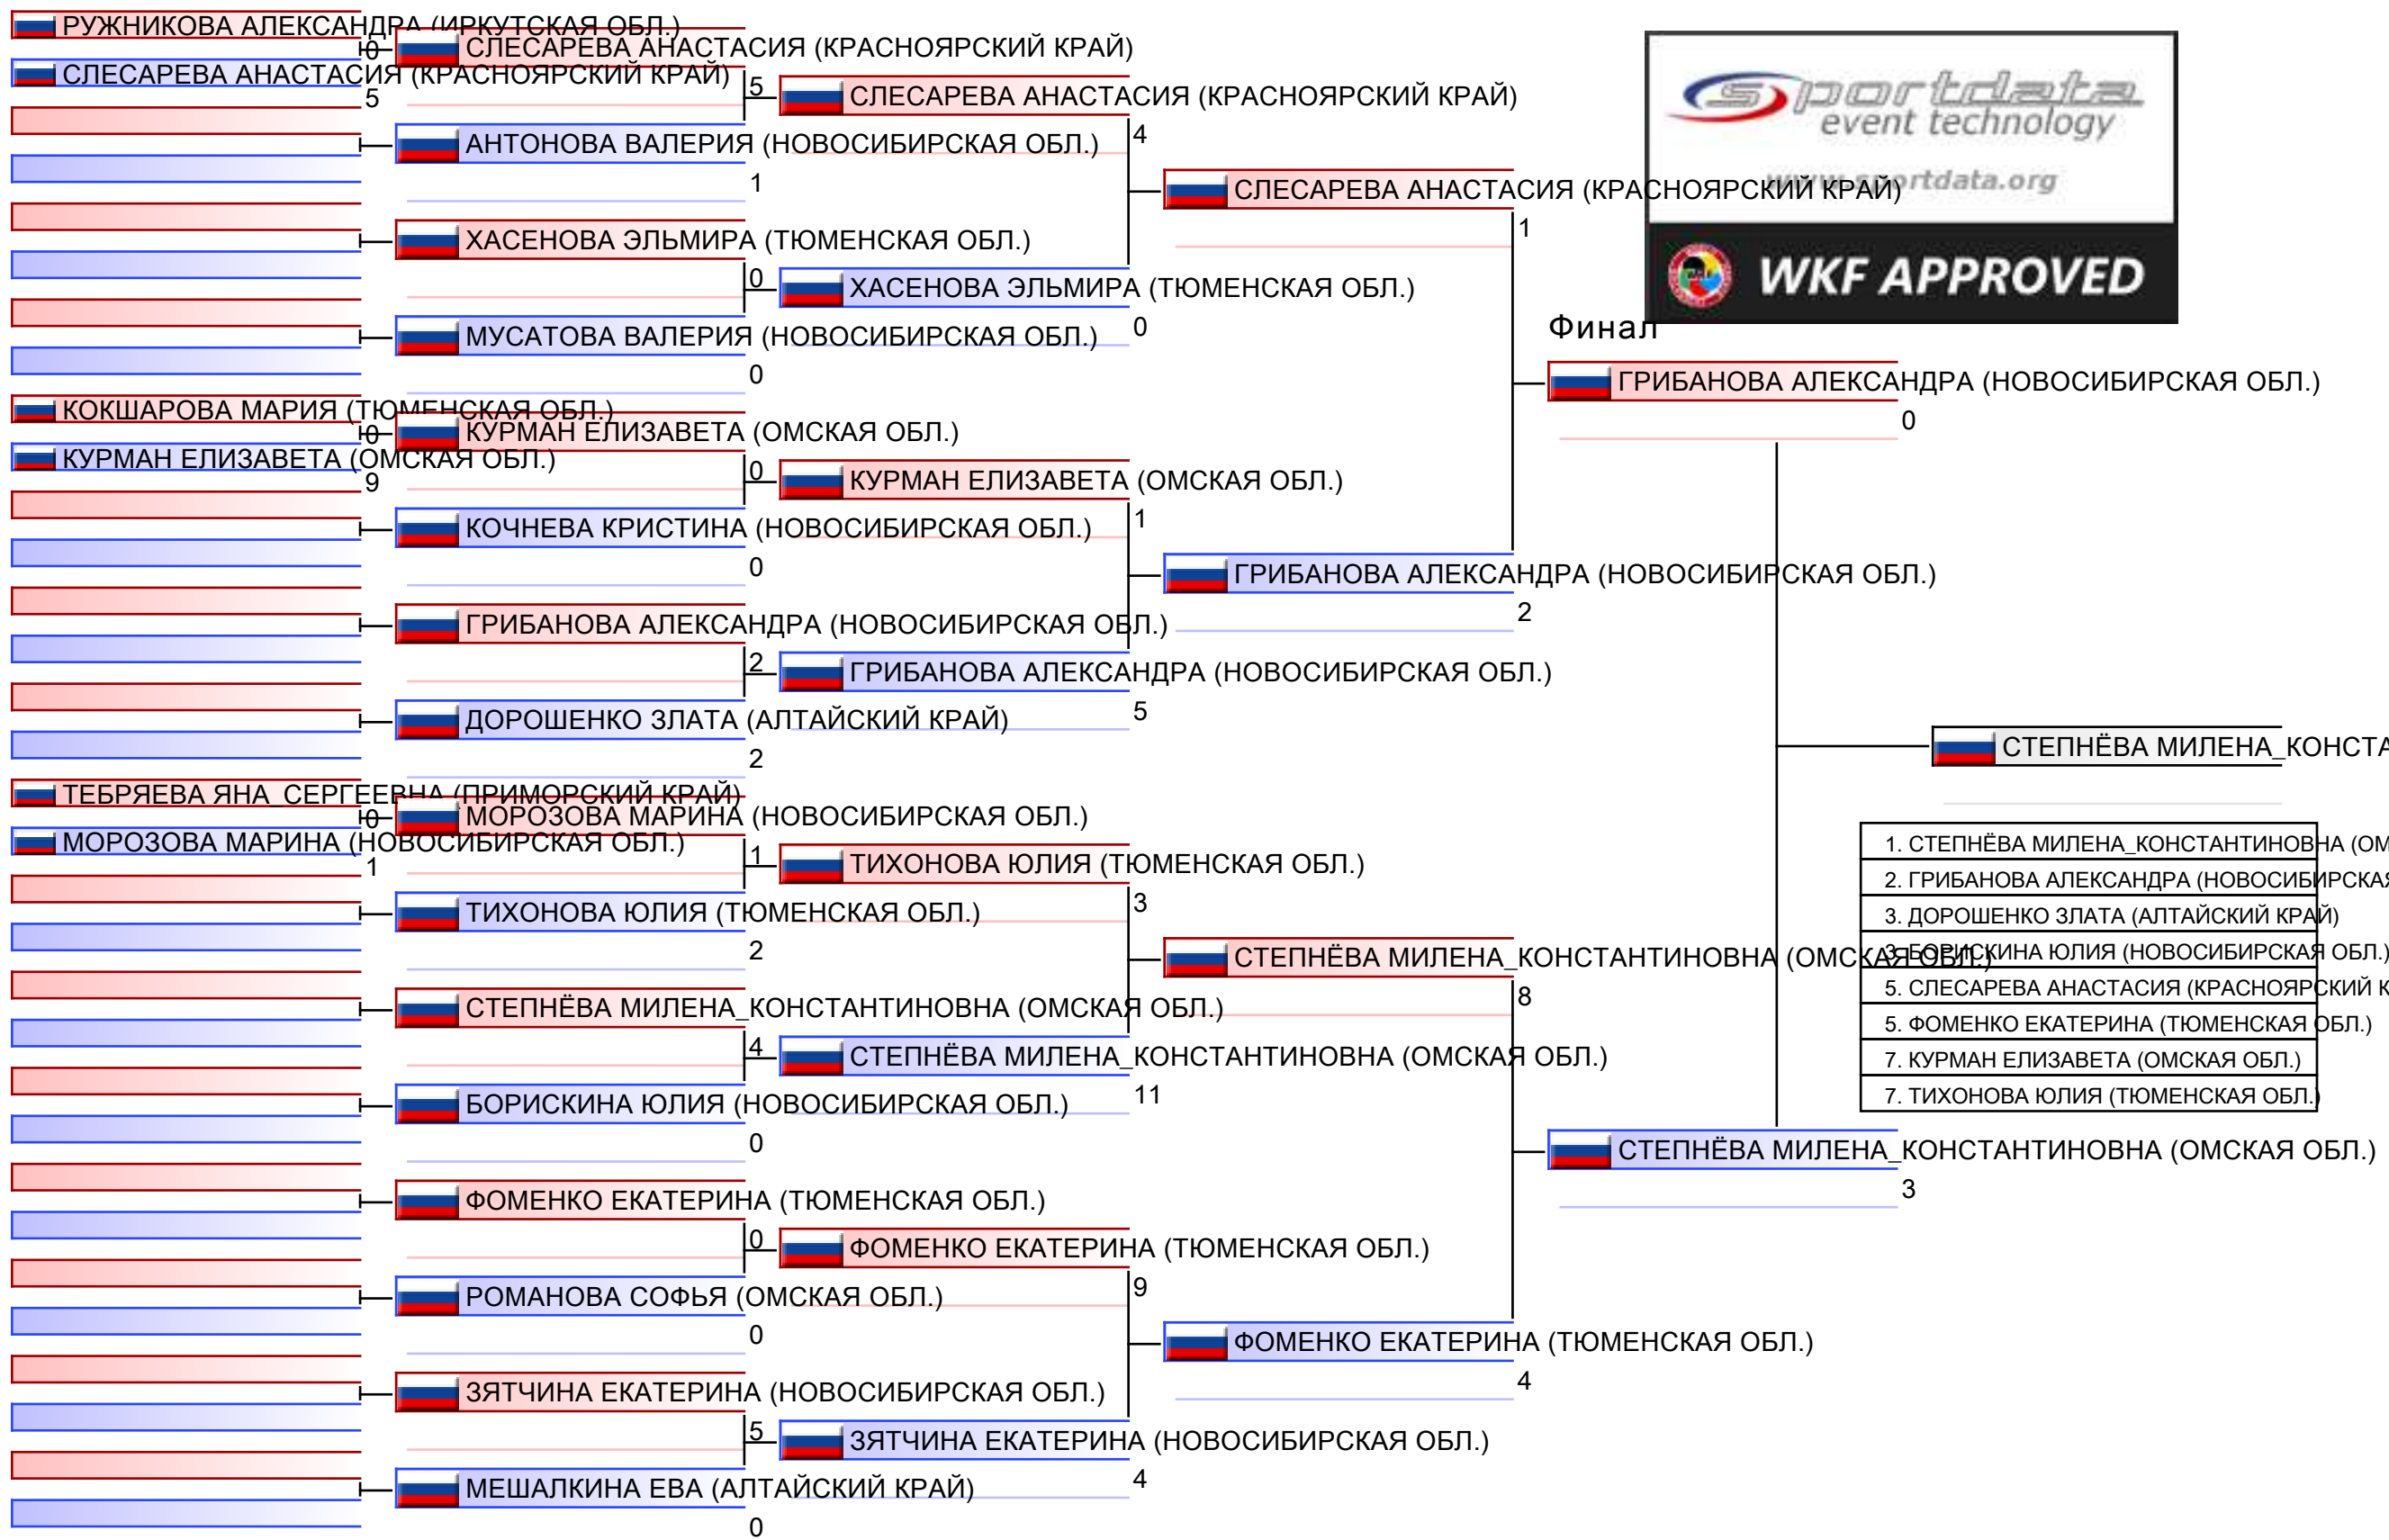 РУЖНИКОВА АЛЕКСАНДРА (ИРКУТСКАЯ ОБЛ.)
0
СЛЕСАРЕВА АНАСТАСИЯ (КРАСНОЯРСКИЙ КРАЙ)
5
КОКШАРОВА МАРИЯ (ТЮМЕНСКАЯ ОБЛ.)
0
КУРМАН ЕЛИЗАВЕТА (ОМСКАЯ ОБЛ.)
9
ТЕБРЯЕВА ЯНА_СЕРГЕЕВНА (ПРИМОРСКИЙ КРАЙ)
0
МОРОЗОВА МАРИНА (НОВОСИБИРСКАЯ ОБЛ.)
1
СЛЕСАРЕВА АНАСТАСИЯ (КРАСНОЯРСКИЙ КРАЙ)
5
АНТОНОВА ВАЛЕРИЯ (НОВОСИБИРСКАЯ ОБЛ.)
1
ХАСЕНОВА ЭЛЬМИРА (ТЮМЕНСКАЯ ОБЛ.)
0
МУСАТОВА ВАЛЕРИЯ (НОВОСИБИРСКАЯ ОБЛ.)
0
КУРМАН ЕЛИЗАВЕТА (ОМСКАЯ ОБЛ.)
0
КОЧНЕВА КРИСТИНА (НОВОСИБИРСКАЯ ОБЛ.)
0
ГРИБАНОВА АЛЕКСАНДРА (НОВОСИБИРСКАЯ ОБЛ.)
2
ДОРОШЕНКО ЗЛАТА (АЛТАЙСКИЙ КРАЙ)
2
МОРОЗОВА МАРИНА (НОВОСИБИРСКАЯ ОБЛ.)
1
ТИХОНОВА ЮЛИЯ (ТЮМЕНСКАЯ ОБЛ.)
2
СТЕПНЁВА МИЛЕНА_КОНСТАНТИНОВНА (ОМСКАЯ ОБЛ.)
4
БОРИСКИНА ЮЛИЯ (НОВОСИБИРСКАЯ ОБЛ.)
0
ФОМЕНКО ЕКАТЕРИНА (ТЮМЕНСКАЯ ОБЛ.)
0
РОМАНОВА СОФЬЯ (ОМСКАЯ ОБЛ.)
0
ЗЯТЧИНА ЕКАТЕРИНА (НОВОСИБИРСКАЯ ОБЛ.)
5
МЕШАЛКИНА ЕВА (АЛТАЙСКИЙ КРАЙ)
0
СЛЕСАРЕВА АНАСТАСИЯ (КРАСНОЯРСКИЙ КРАЙ)
4
ХАСЕНОВА ЭЛЬМИРА (ТЮМЕНСКАЯ ОБЛ.)
0
КУРМАН ЕЛИЗАВЕТА (ОМСКАЯ ОБЛ.)
1
ГРИБАНОВА АЛЕКСАНДРА (НОВОСИБИРСКАЯ ОБЛ.)
5
ТИХОНОВА ЮЛИЯ (ТЮМЕНСКАЯ ОБЛ.)
3
СТЕПНЁВА МИЛЕНА_КОНСТАНТИНОВНА (ОМСКАЯ ОБЛ.)
11
ФОМЕНКО ЕКАТЕРИНА (ТЮМЕНСКАЯ ОБЛ.)
9
ЗЯТЧИНА ЕКАТЕРИНА (НОВОСИБИРСКАЯ ОБЛ.)
4
СЛЕСАРЕВА АНАСТАСИЯ (КРАСНОЯРСКИЙ КРАЙ)
1
ГРИБАНОВА АЛЕКСАНДРА (НОВОСИБИРСКАЯ ОБЛ.)
2
СТЕПНЁВА МИЛЕНА_КОНСТАНТИНОВНА (ОМСКАЯ ОБЛ.)
8
ФОМЕНКО ЕКАТЕРИНА (ТЮМЕНСКАЯ ОБЛ.)
4
sportdata
event technology
www.sportdata.org
WKF APPROVED
Финал
ГРИБАНОВА АЛЕКСАНДРА (НОВОСИБИРСКАЯ ОБЛ.)
0
СТЕПНЁВА МИЛЕНА_КОНСТАНТИНОВНА (ОМСКАЯ ОБЛ.)
3
СТЕПНЁВА МИЛЕНА_КОНСТА
1. СТЕПНЁВА МИЛЕНА_КОНСТАНТИНОВНА (ОМ
2. ГРИБАНОВА АЛЕКСАНДРА (НОВОСИБИРСКАЯ
3. ДОРОШЕНКО ЗЛАТА (АЛТАЙСКИЙ КРАЙ)
3. БОРИСКИНА ЮЛИЯ (НОВОСИБИРСКАЯ ОБЛ.)
5. СЛЕСАРЕВА АНАСТАСИЯ (КРАСНОЯРСКИЙ К
5. ФОМЕНКО ЕКАТЕРИНА (ТЮМЕНСКАЯ ОБЛ.)
7. КУРМАН ЕЛИЗАВЕТА (ОМСКАЯ ОБЛ.)
7. ТИХОНОВА ЮЛИЯ (ТЮМЕНСКАЯ ОБЛ.)